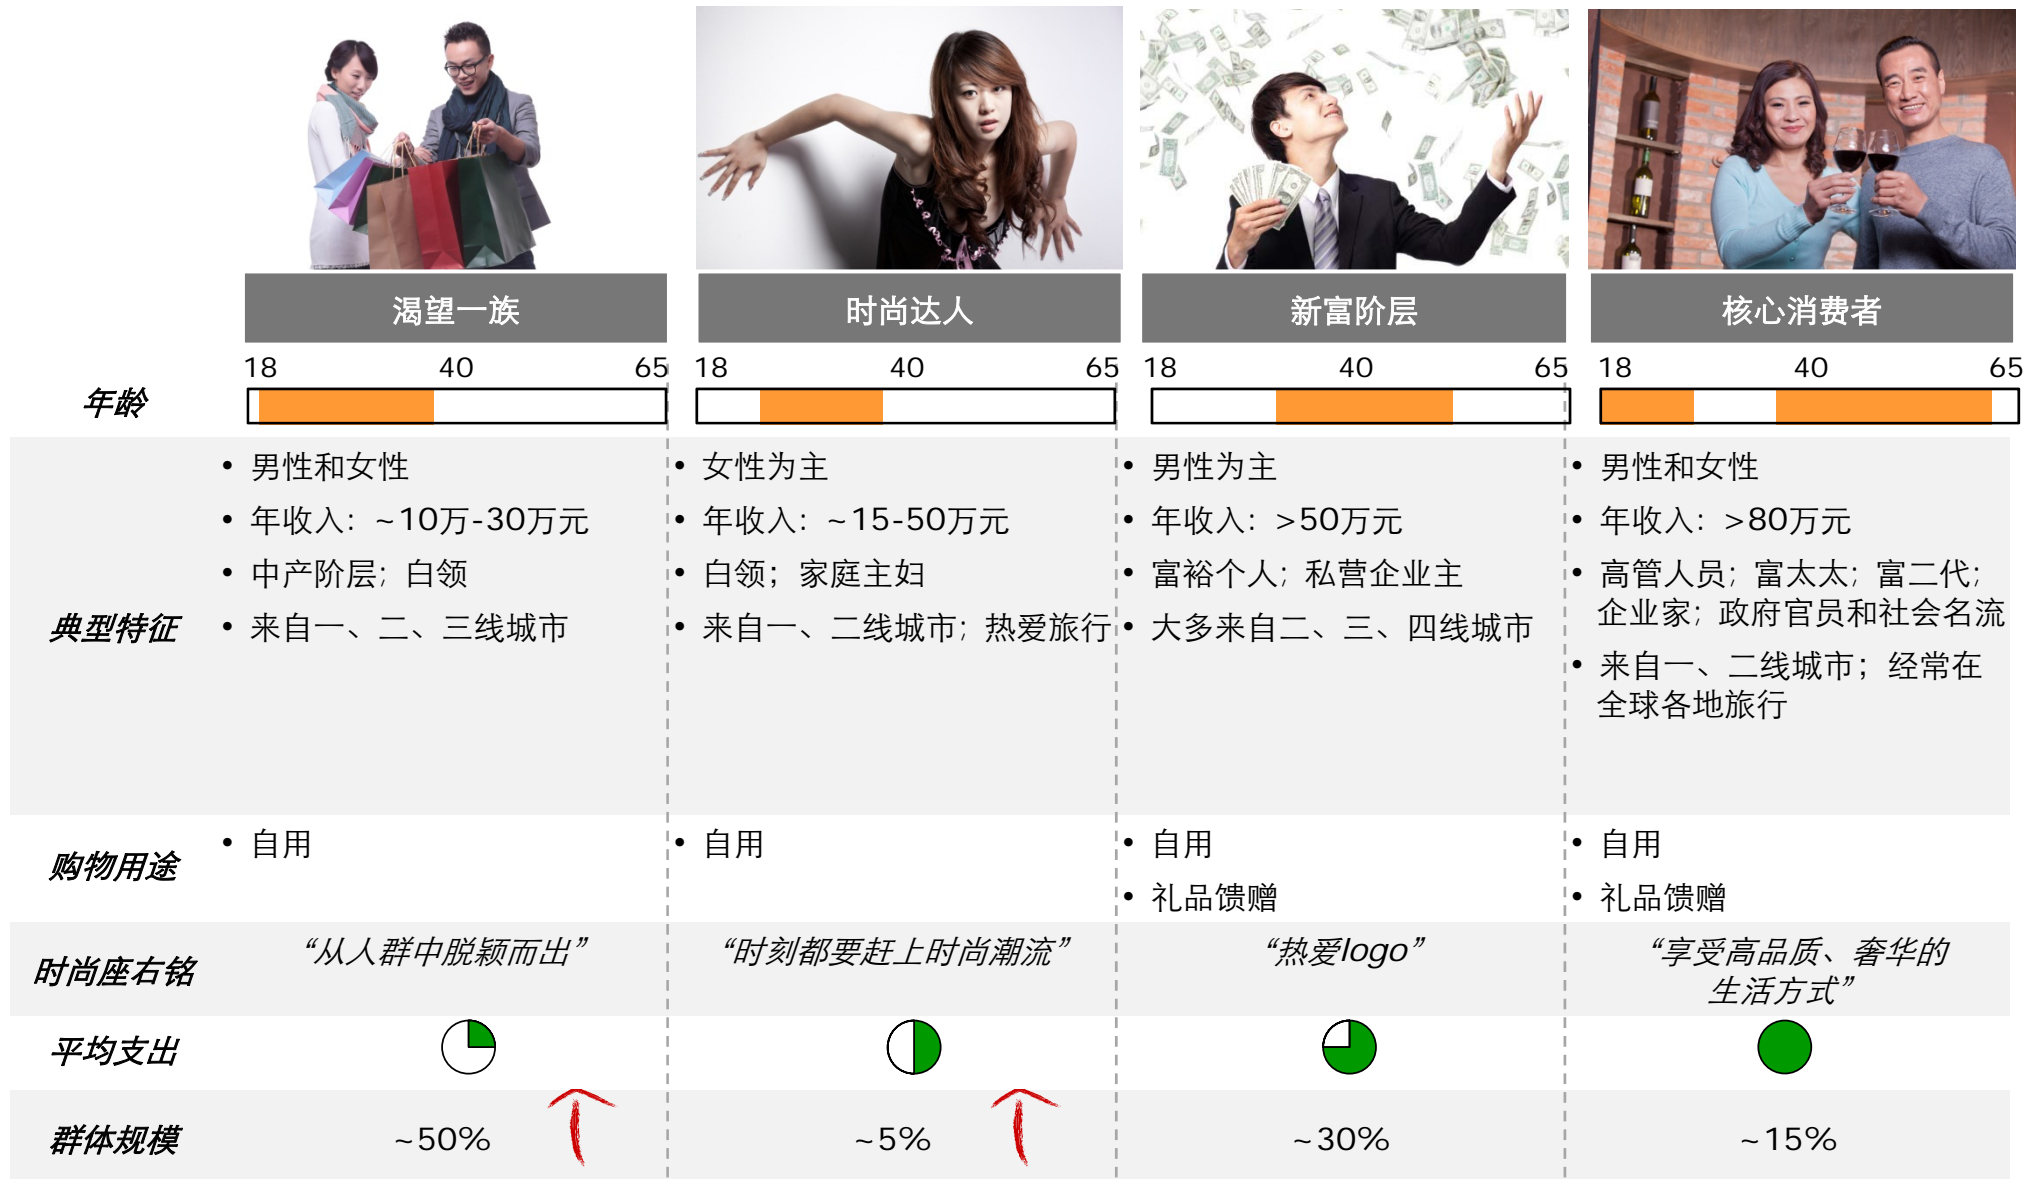 渴望一族
时尚达人
新富阶层
核心消费者
年龄
18 40 65
18 40 65
18 40 65
18 40 65
典型特征
• 男性和女性
• 年收入：~10万-30万元
• 中产阶层；白领
• 来自一、二、三线城市
• 女性为主
• 年收入：~15-50万元
• 白领；家庭主妇
• 来自一、二线城市；热爱旅行
• 男性为主
• 年收入：>50万元
• 富裕个人；私营企业主
• 大多来自二、三、四线城市
• 男性和女性
• 年收入：>80万元
• 高管人员；富太太；富二代；
企业家；政府官员和社会名流
• 来自一、二线城市；经常在
全球各地旅行
购物用途
• 自用
• 自用
• 自用
• 礼品馈赠
• 自用
• 礼品馈赠
时尚座右铭
“从人群中脱颖而出”
“时刻都要赶上时尚潮流”
“热爱logo”
“享受高品质、奢华的
生活方式”
平均支出
群体规模
~50%
~5%
~30%
~15%